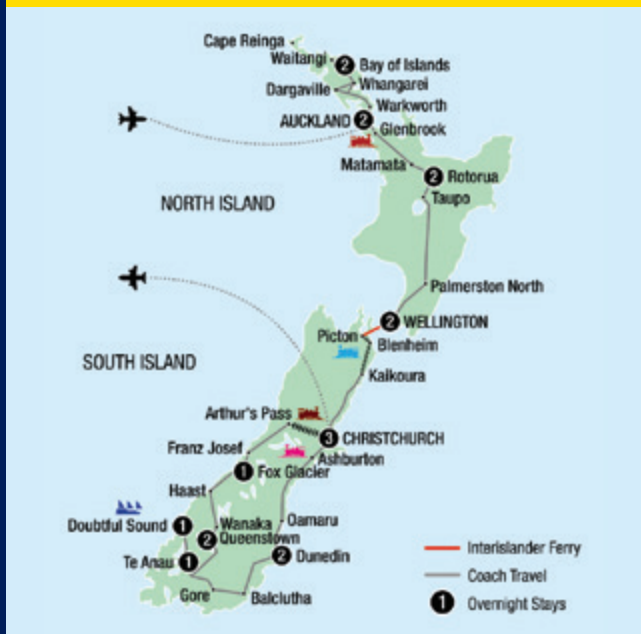 Cape Reinga
Waitangi
2 Bay of Islands
Whangarei
Dargaville
Warkworth
AUCKLAND 2
Glenbrook
Matamata
2 Rotorua
Taupo
NORTH ISLAND
Palmerston North
2 WELLINGTON
Picton
Blenheim
SOUTH ISLAND
Kaikoura
Arthur's Pass
3 CHRISTCHURCH
Franz Josef
Ashburton
1 Fox Glacier
Haast
Doubtful Sound 1
Wanaka
Oamaru
2 Queenstown
Te Anau 1
2 Dunedin
Gore
Balclutha
Interislander Ferry
Coach Travel
1 Overnight Stays